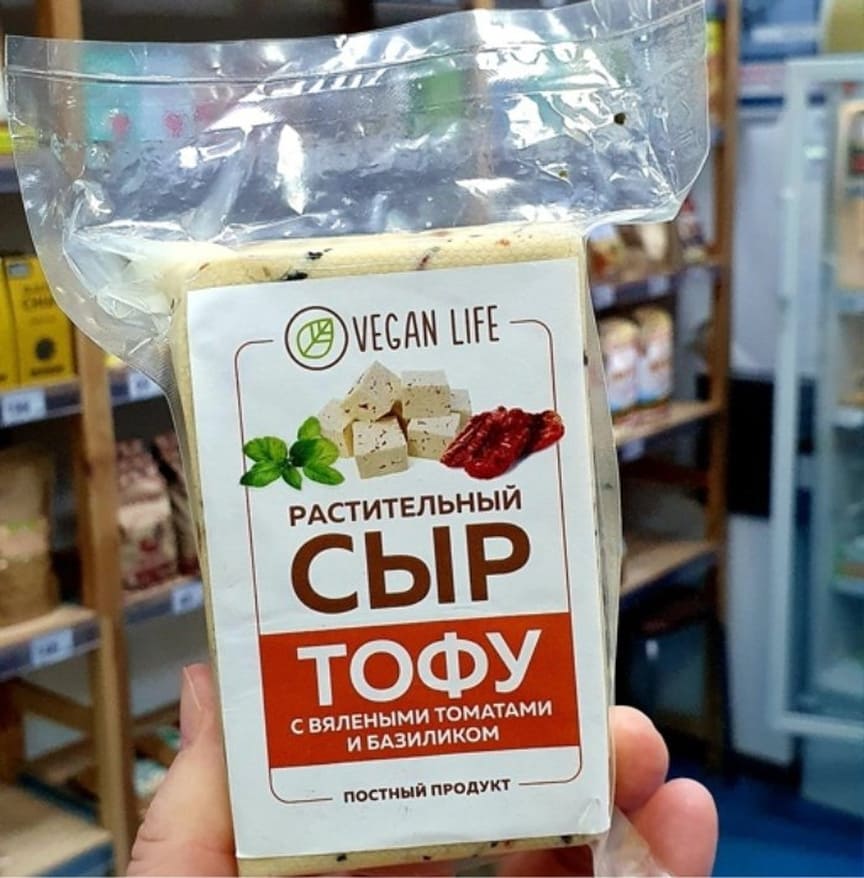 VEGAN LIFE
РАСТИТЕЛЬНЫЙ
СЫР
ТОФУ
С ВЯЛЕНЫМИ ТОМАТАМИ
И БАЗИЛИКОМ
ПОСТНЫЙ ПРОДУКТ